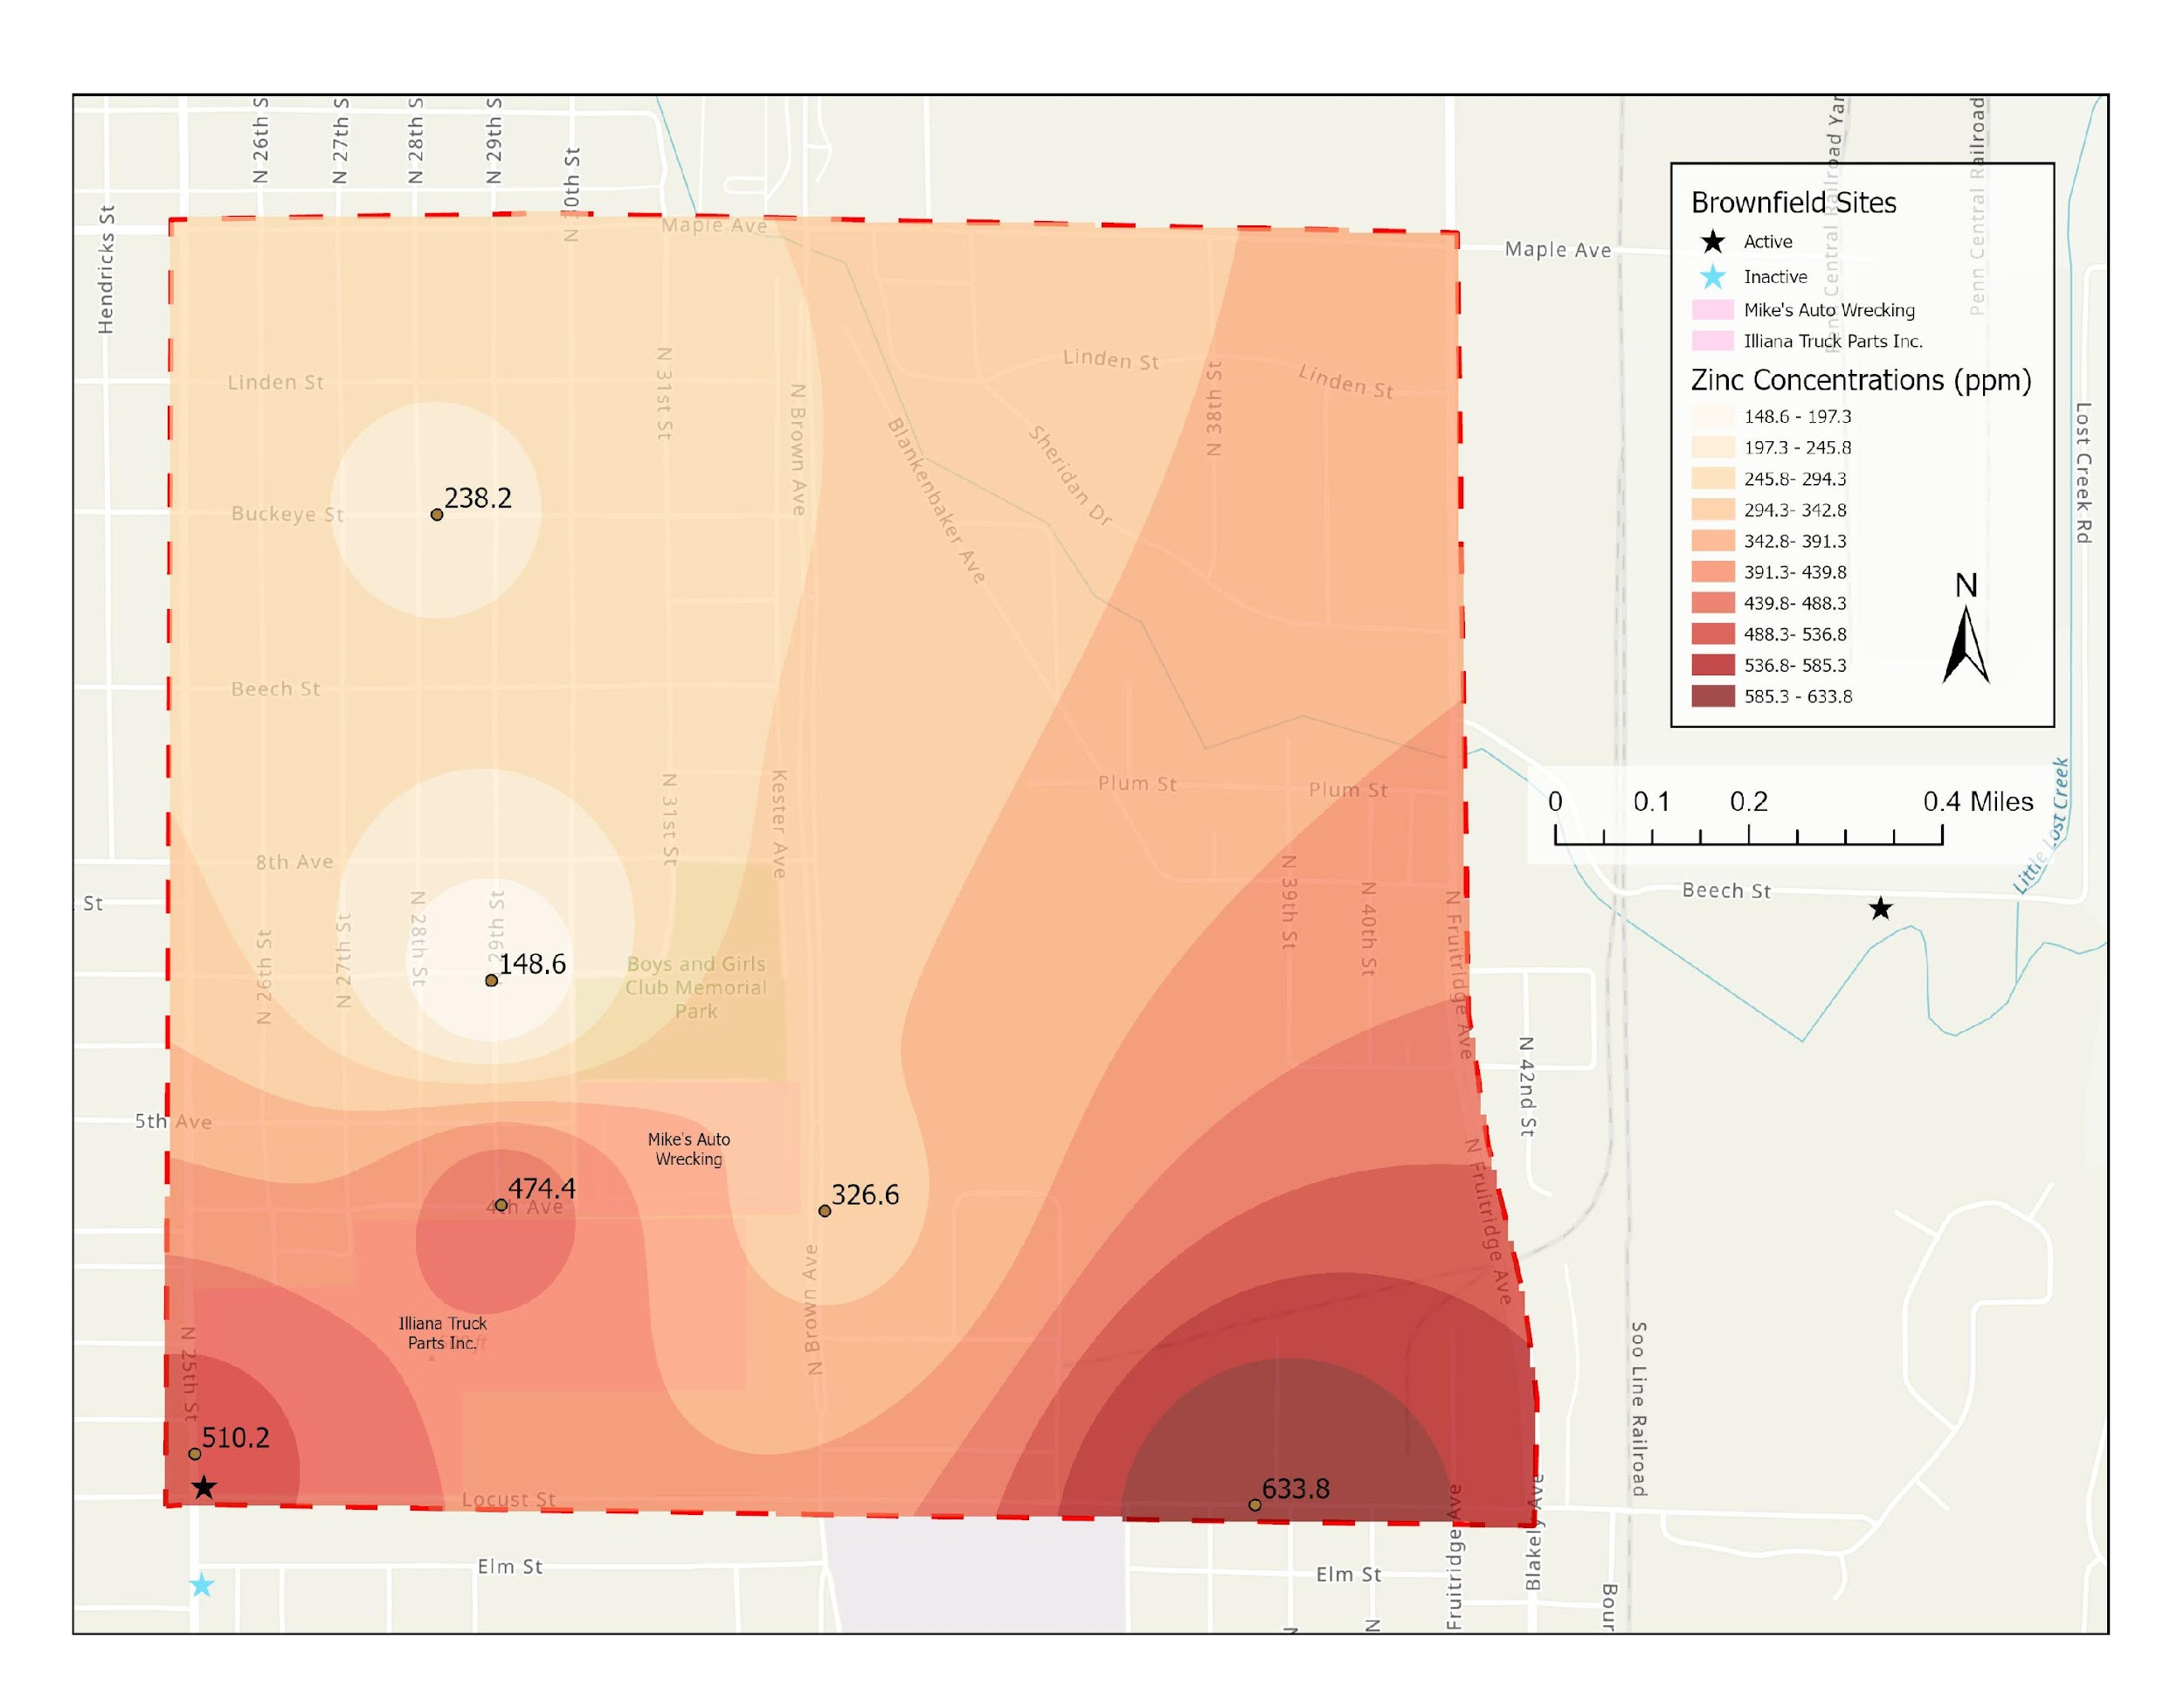 N 26th S
N 27th S
N 28th S
N 29th S
30th St
Hendricks St
Maple Ave
Maple Ave
Brownfield Sites
Active
Inactive
Mike's Auto Wrecking
Illiana Truck Parts Inc.
Zinc Concentrations (ppm)
148.6 - 197.3
197.3 - 245.8
245.8- 294.3
294.3- 342.8
342.8- 391.3
391.3- 439.8
439.8- 488.3
488.3- 536.8
536.8- 585.3
585.3 - 633.8
N
Central Railroad Yar
Penn Central Railroad
Lost Creek Rd
Linden St
N 31st St
N Brown Ave
Blankenbaker Ave
Sheridan Dr
Linden St
N 38th St
Linden St
Buckeye St
238.2
Beech St
N 31st St
Kester Ave
Plum St
Plum St
0 0.1 0.2 0.4 Miles
Little Lost Creek
8th Ave
St
Beech St
N 26th St
N 27th St
N 28th St
29th St
148.6
Boys and Girls
Club Memorial
Park
N 39th St
N 40th St
N Fruitridge Ave
N 42nd St
5th Ave
Mike's Auto
Wrecking
474.4
4th Ave
326.6
N Fruitridge Ave
N Brown Ave
Illiana Truck
Parts Inc.
ft
N 25th St
510.2
Locust St
633.8
Soo Line Railroad
Elm St
Elm St
N
N
Fruitridge Ave
Blakely Ave